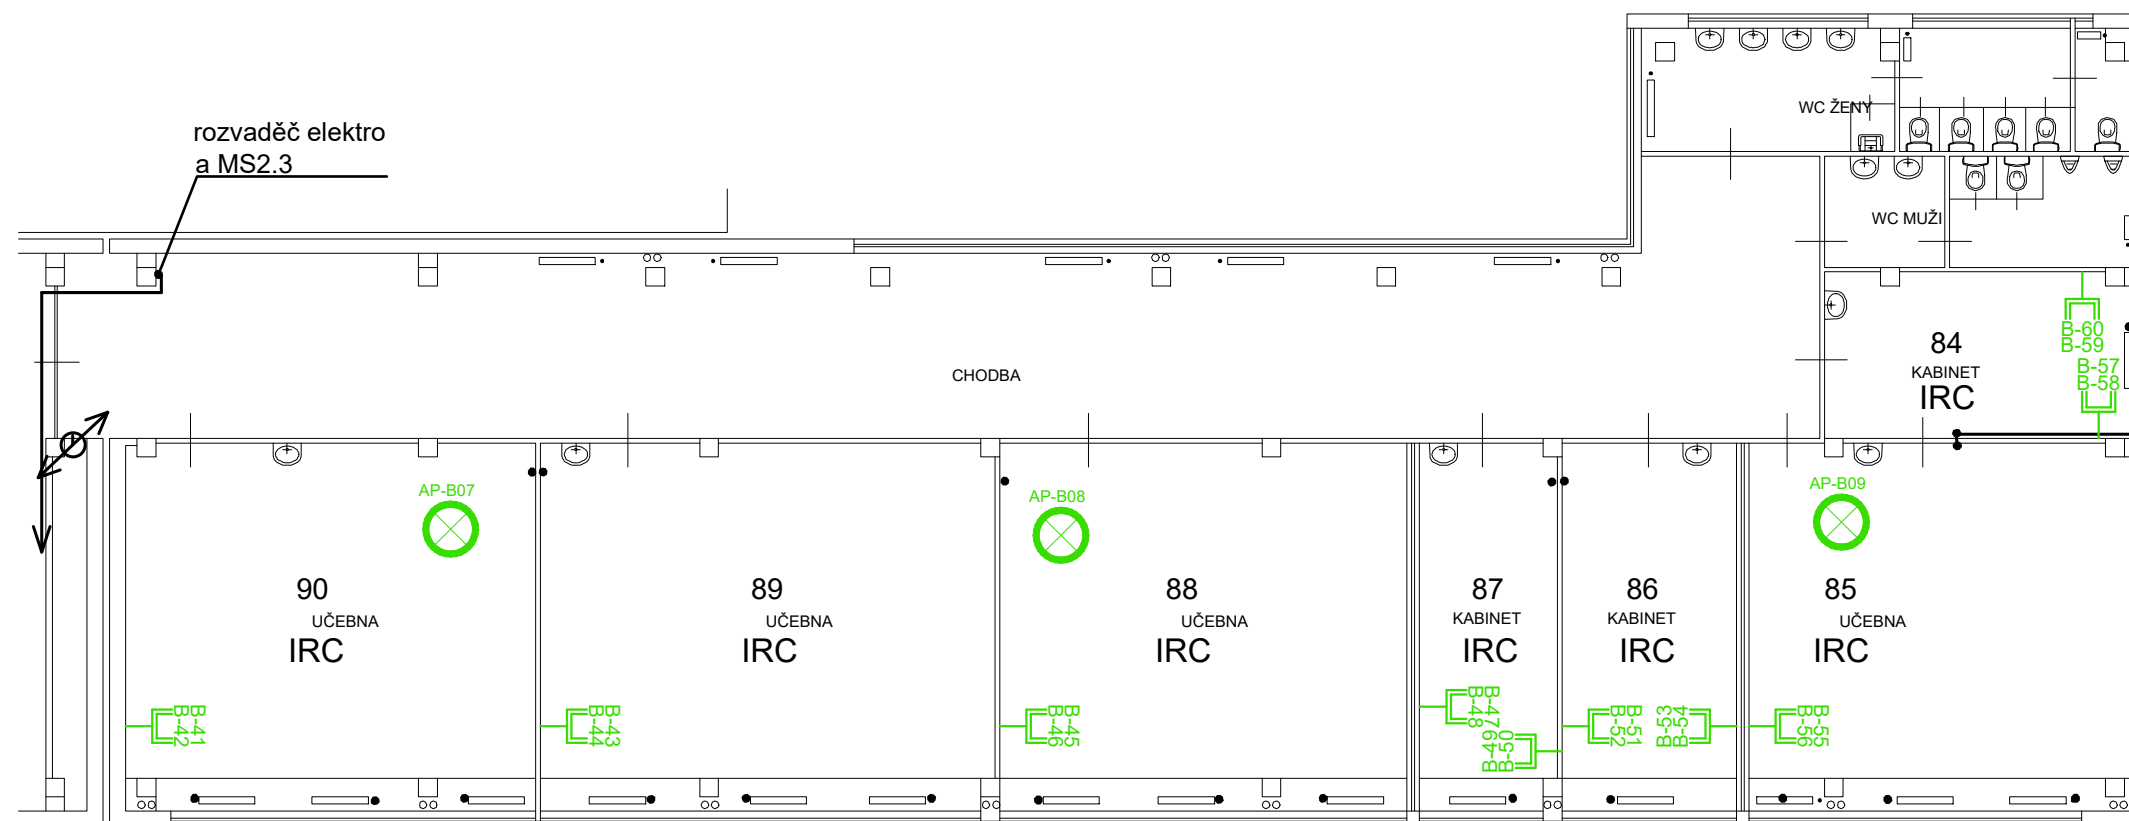 rozvaděč elektro
a MS2.3
WC ŽENY
WC MUŽI
CHODBA
84
KABINET
IRC
B-60
B-59
B-57
B-58
AP-B07
AP-B08
AP-B09
90
UČEBNA
IRC
89
UČEBNA
IRC
88
UČEBNA
IRC
87
KABINET
IRC
86
KABINET
IRC
85
UČEBNA
IRC
B-41
B-42
B-43
B-44
B-45
B-46
B-47
B-48
B-49
B-50
B-51
B-52
B-53
B-54
B-55
B-56